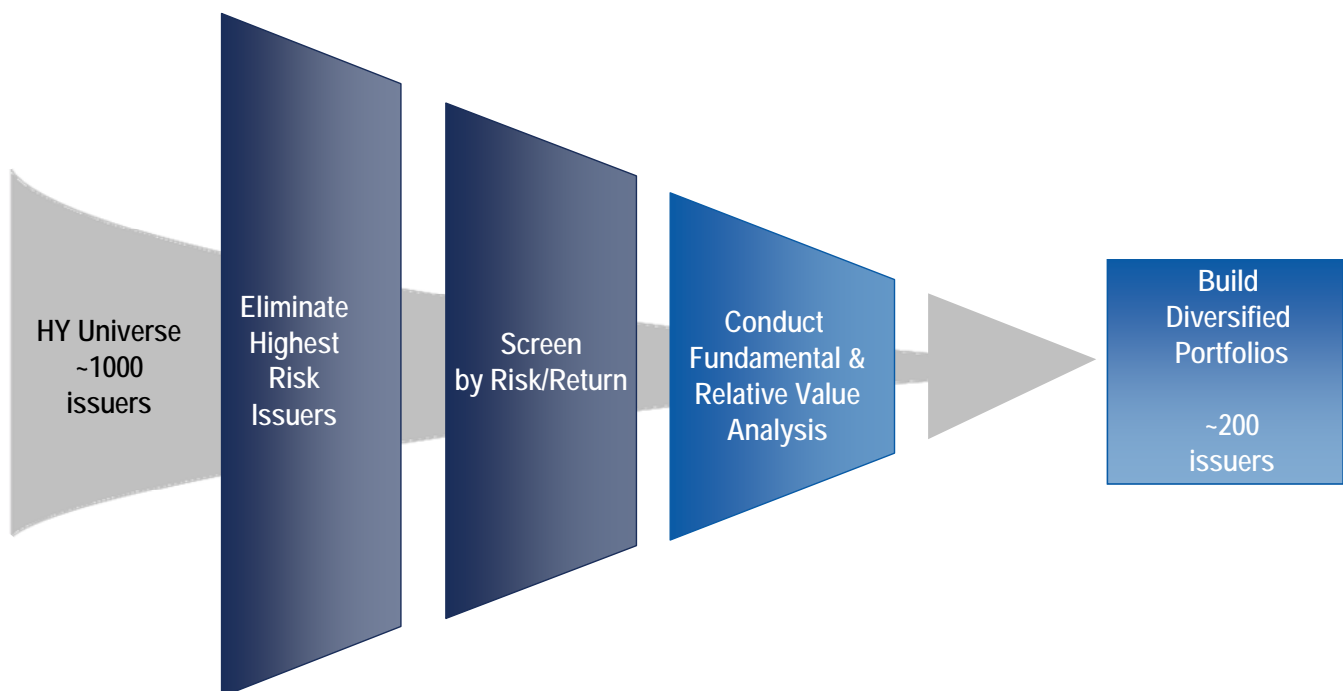 HY Universe
~1000
issuers
Eliminate
Highest
Risk
Issuers
Screen
by Risk/Return
Conduct
Fundamental &
Relative Value
Analysis
Build
Diversified
Portfolios
~200
issuers